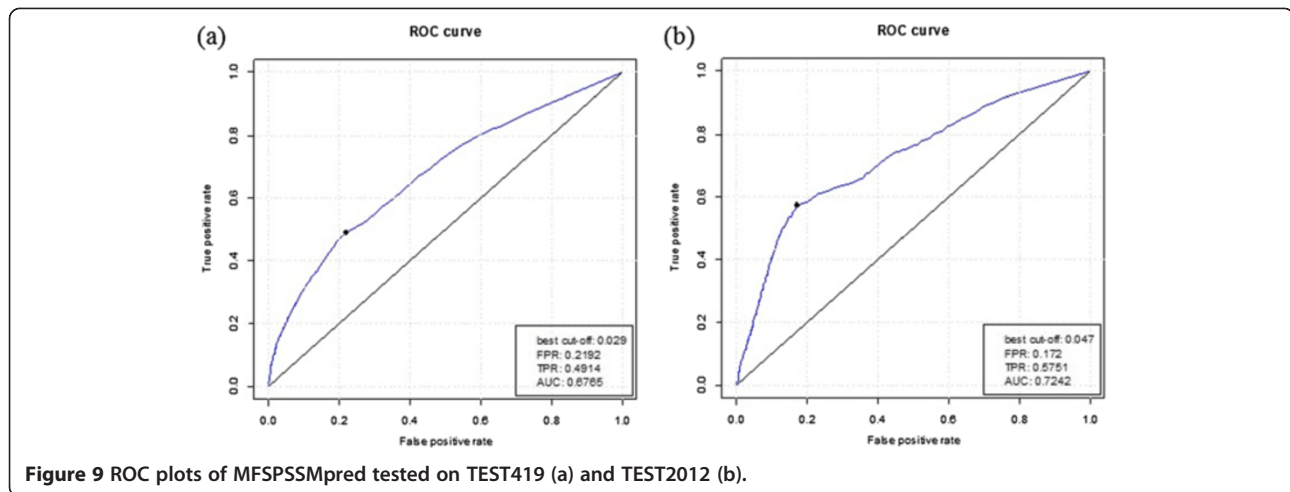 (a)
ROC curve
True positive rate
1.0
0.8
0.6
0.4
0.2
0.0
best cut-off: 0.029
FPR: 0.2192
TPR: 0.4914
AUC: 0.6765
0.0 0.2 0.4 0.6 0.8 1.0
False positive rate
(b)
ROC curve
True positive rate
1.0
0.8
0.6
0.4
0.2
0.0
best cut-off: 0.047
FPR: 0.172
TPR: 0.5751
AUC: 0.7242
0.0 0.2 0.4 0.6 0.8 1.0
False positive rate
Figure 9 ROC plots of MFSPSSMpred tested on TEST419 (a) and TEST2012 (b).